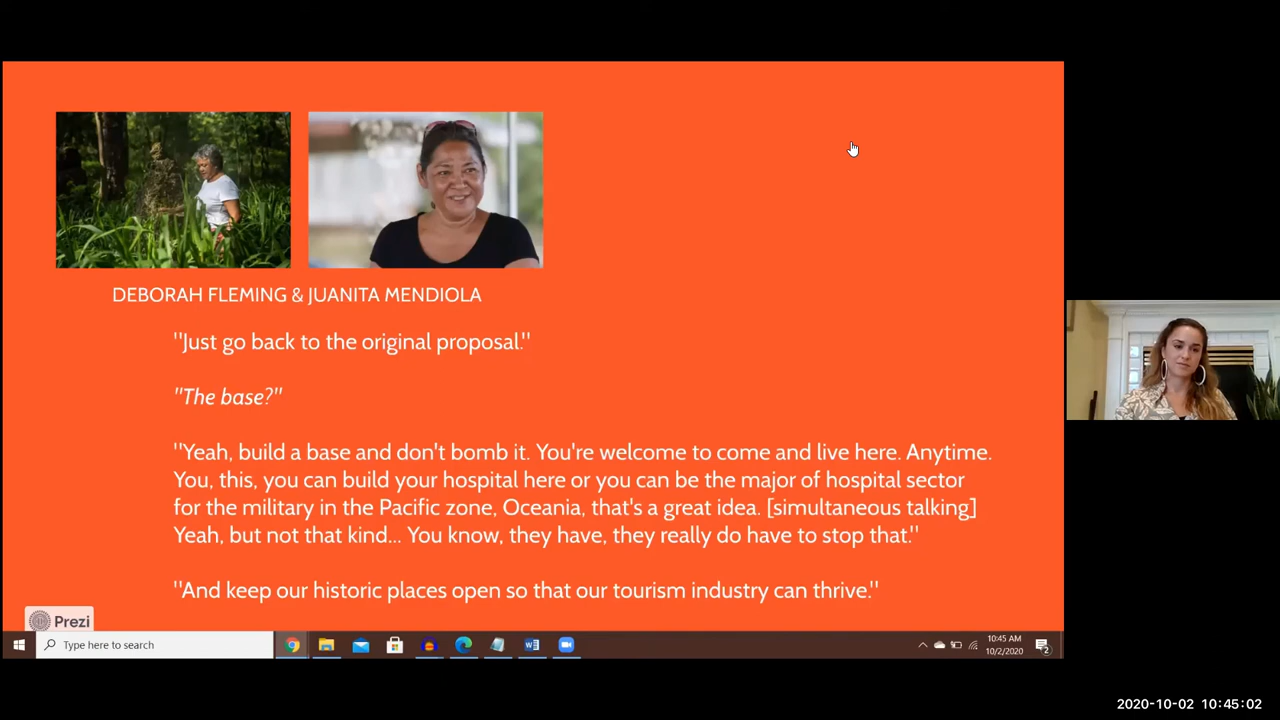 DEBORAH FLEMING & JUANITA MENDIOLA
"Just go back to the original proposal."
"The base?"
"Yeah, build a base and don't bomb it. You're welcome to come and live here. Anytime.
You, this, you can build your hospital here or you can be the major of hospital sector
for the military in the Pacific zone, Oceania, that's a great idea. [simultaneous talking]
Yeah, but not that kind... You know, they have, they really do have to stop that."
"And keep our historic places open so that our tourism industry can thrive."
Prezi
Type here to search
10:45 AM
10/2/2020
2
2020-10-02 10:45:02